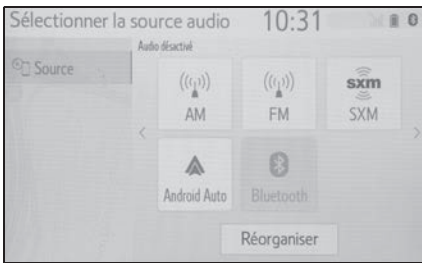 Sélectionner la source audio 10:31
Audio désactivé
Source
AM
FM
sxm
SXM
Android Auto
Bluetooth
Réorganiser